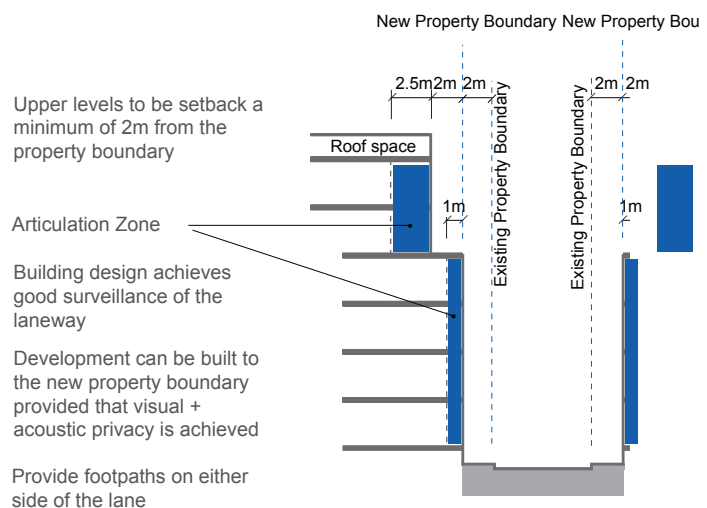 New Property Boundary New Property Bou
2.5m 2m 2m 2m 2m
Upper levels to be setback a
minimum of 2m from the
property boundary
Roof space
Existing Property Boundary
Existing Property Boundary
1m 1m
Articulation Zone
Building design achieves
good surveillance of the
laneway
Development can be built to
the new property boundary
provided that visual +
acoustic privacy is achieved
Provide footpaths on either
side of the lane